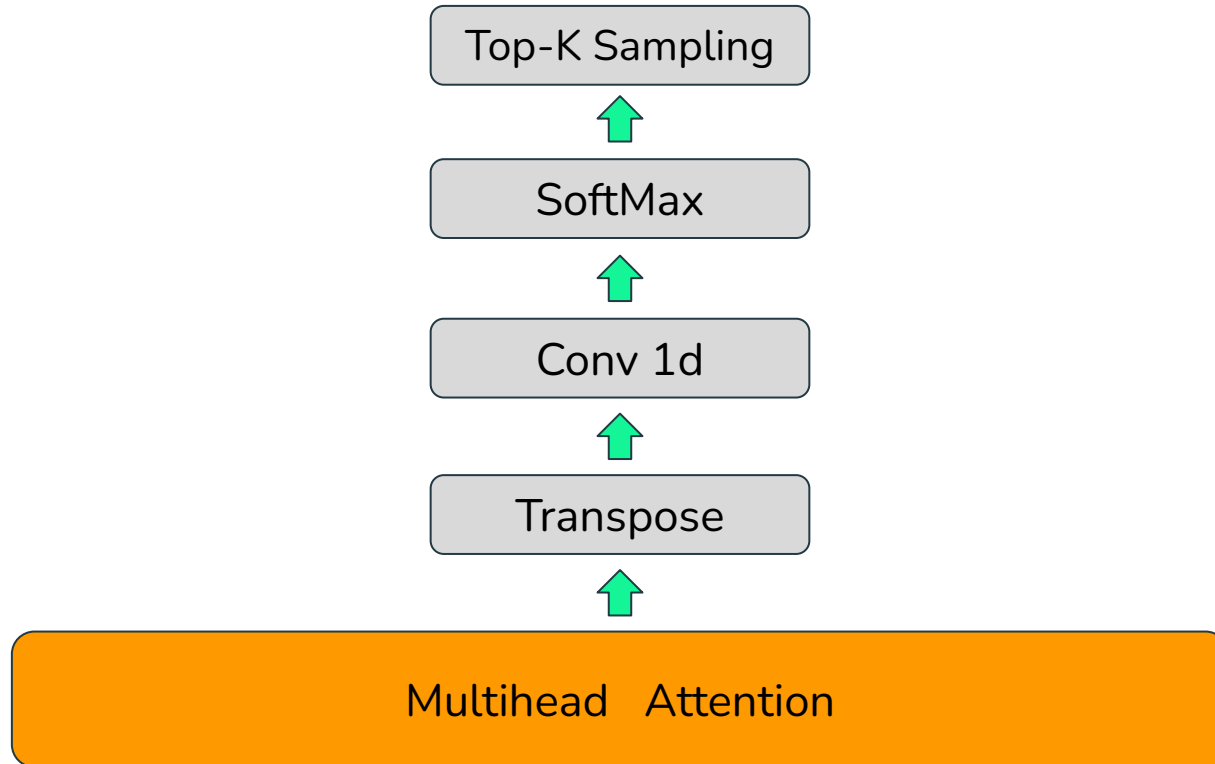 Top-K Sampling
SoftMax
Conv 1d
Transpose
Multihead Attention